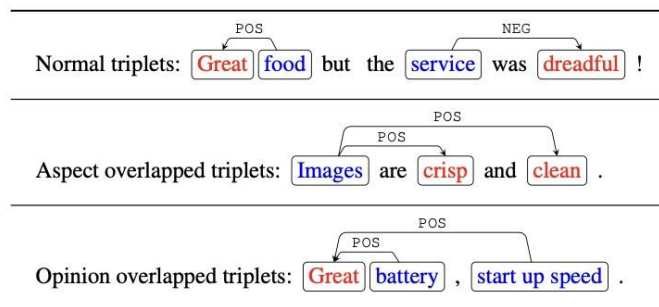 POS NEG
Normal triplets: Great food but the service was dreadful !
POS
POS
Aspect overlapped triplets: Images are crisp and clean .
POS
POS
Opinion overlapped triplets: Great battery , start up speed .